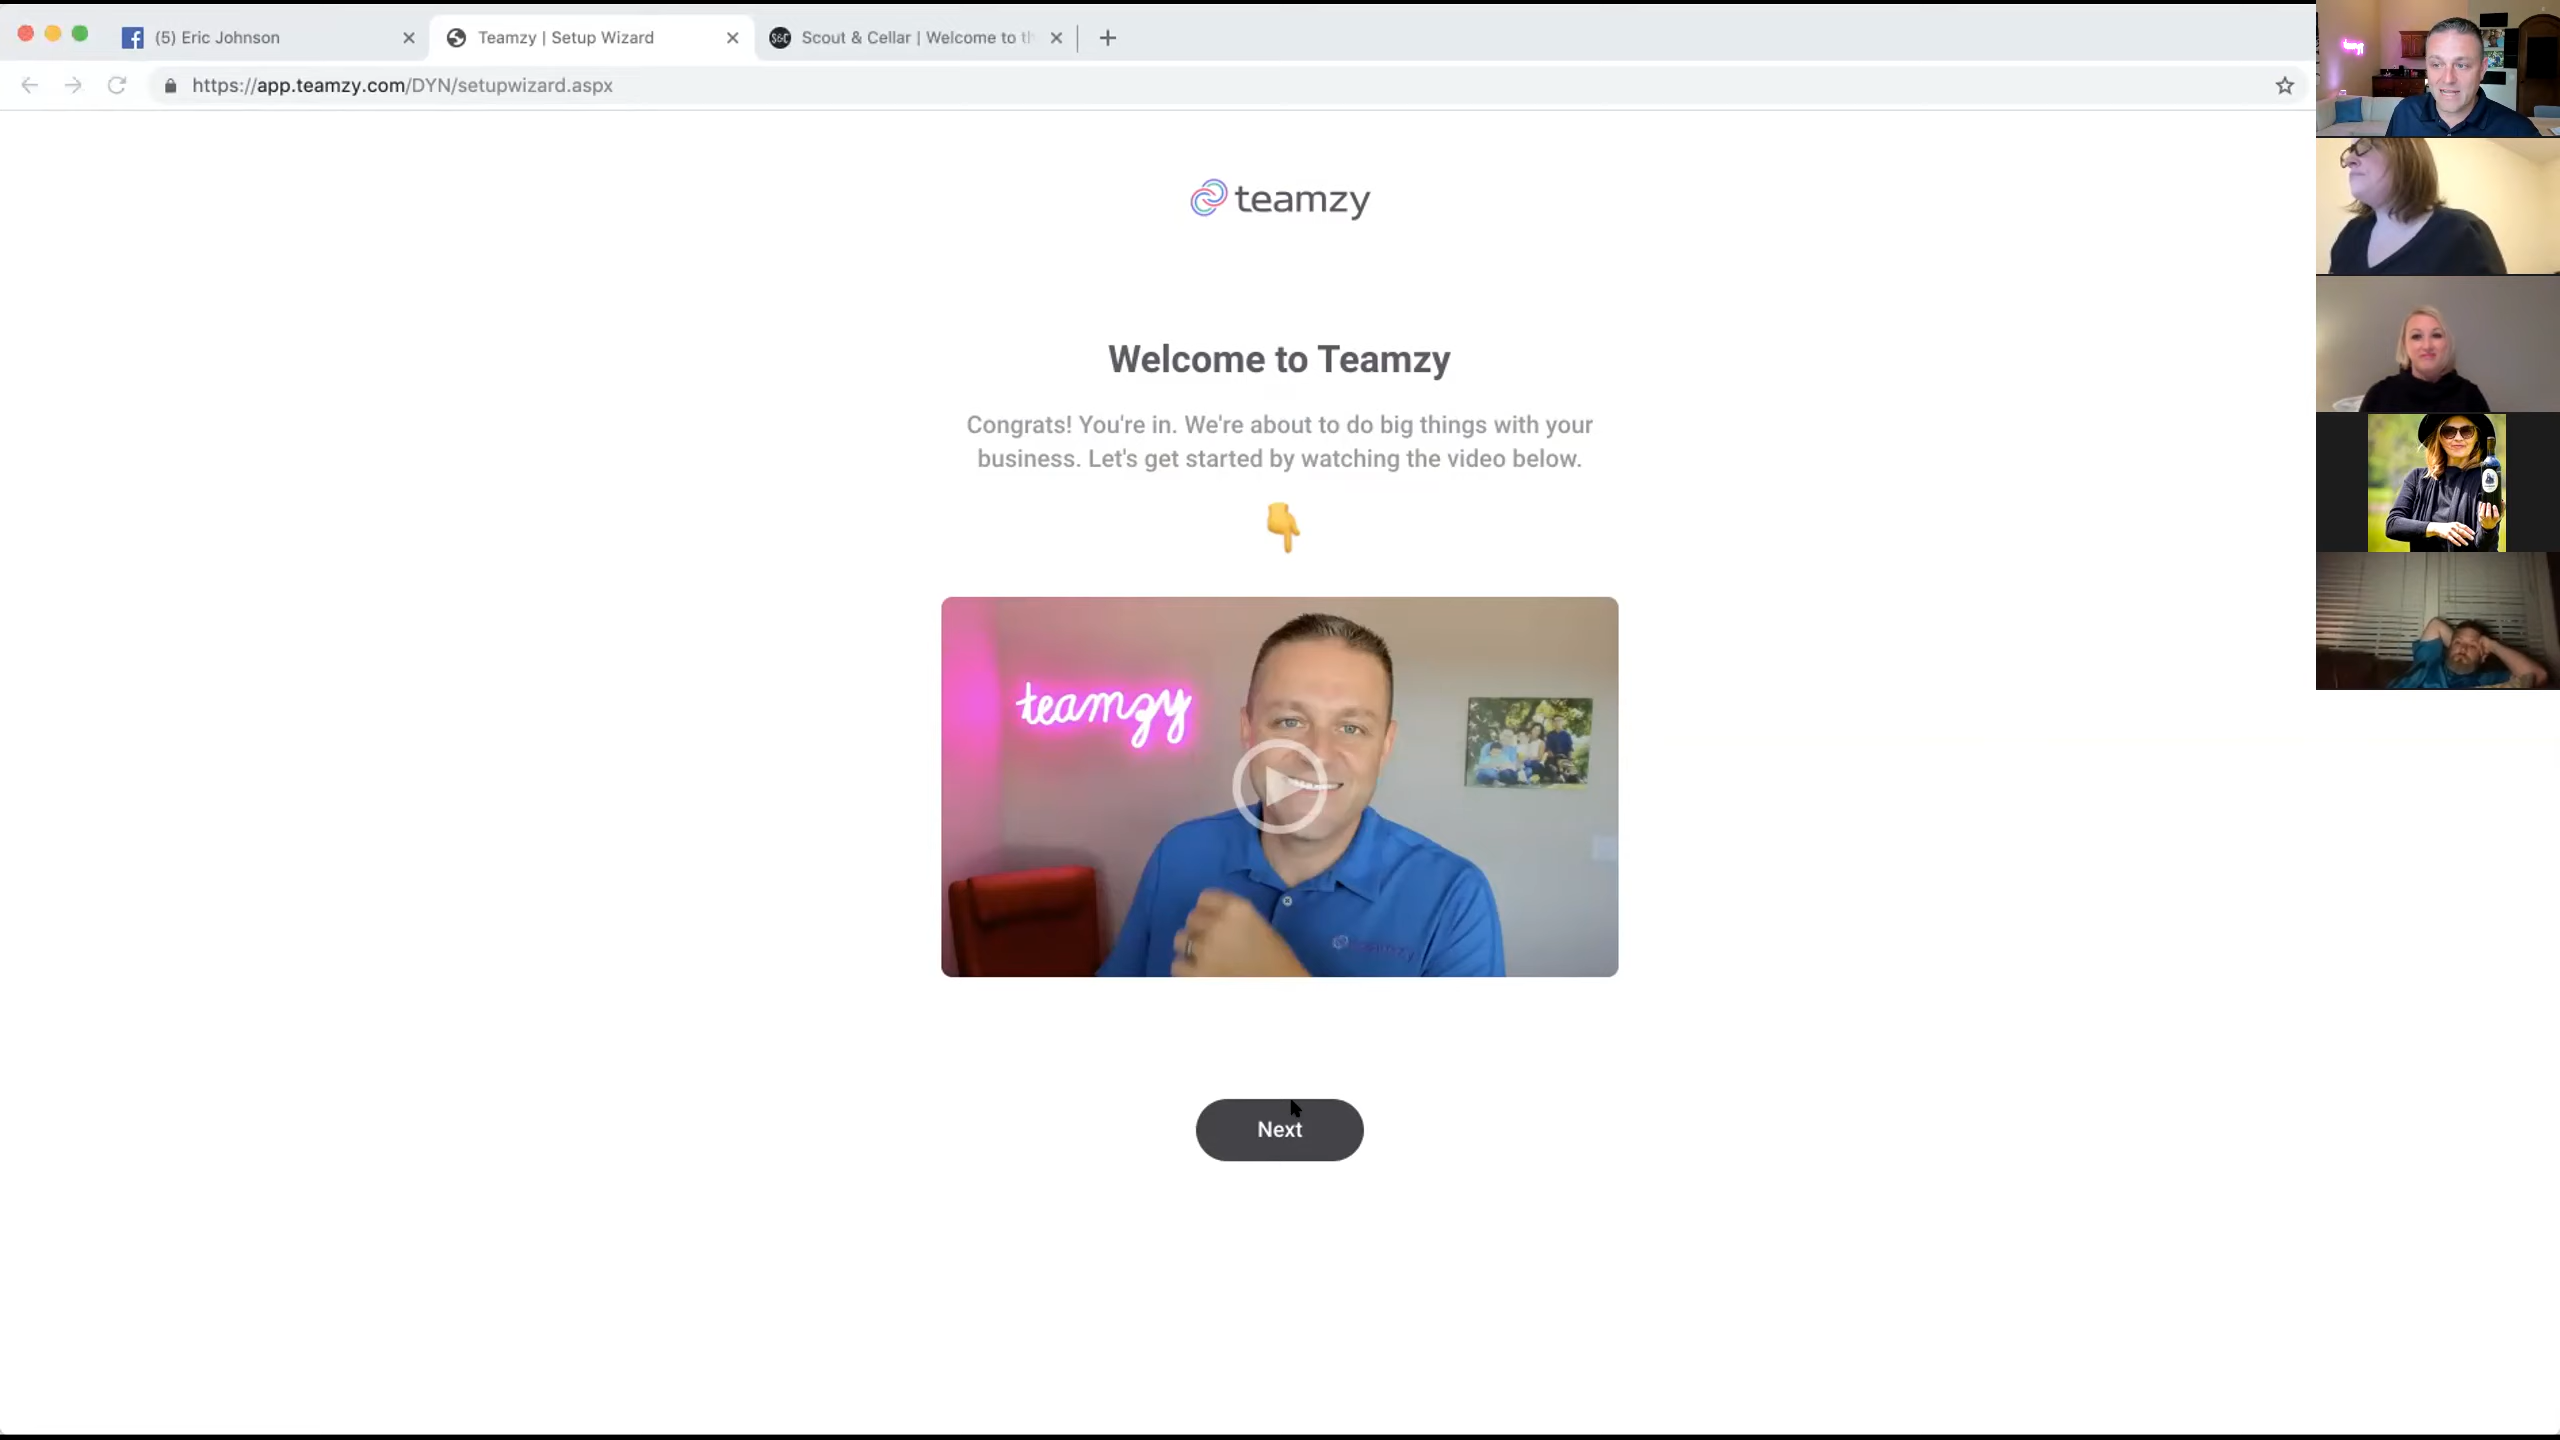 (5) Eric Johnson
Teamzy | Setup Wizard
S&C
Scout & Cellar | Welcome to th
https://app.teamzy.com/DYN/setupwizard.aspx
teamzy
teamzy
Welcome to Teamzy
Congrats! You're in. We're about to do big things with your
business. Let's get started by watching the video below.
teamzy
Next